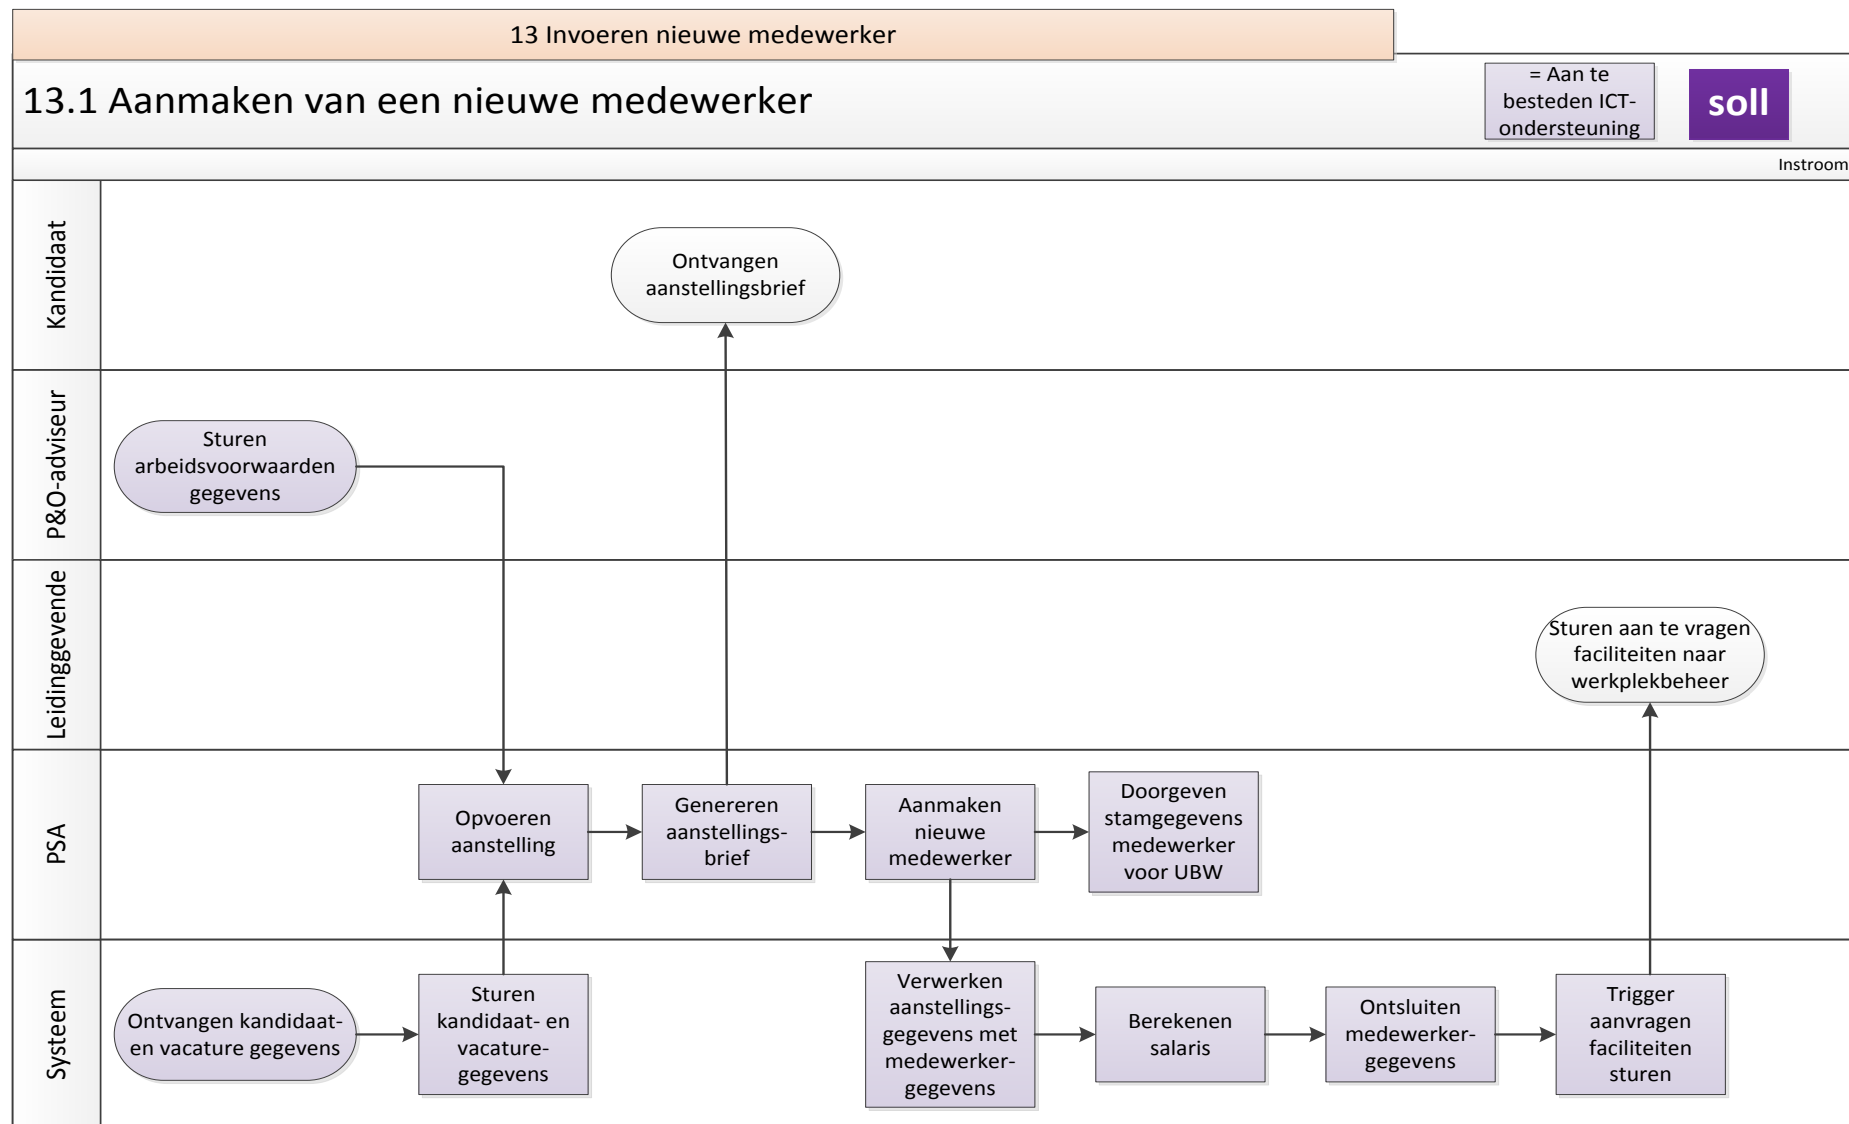 13 Invoeren nieuwe medewerker
13.1 Aanmaken van een nieuwe medewerker
= Aan te
besteden ICT-
ondersteuning
soll
Instroom
Kandidaat
Ontvangen
aanstellingsbrief
P&O-adviseur
Sturen
arbeidsvoorwaarden
gegevens
Leidinggevende
Sturen aan te vragen
faciliteiten naar
werkplekbeheer
PSA
Opvoeren
aanstelling
Genereren
aanstellings-
brief
Aanmaken
nieuwe
medewerker
Doorgeven
stamgegevens
medewerker
voor UBW
Systeem
Ontvangen kandidaat-
en vacature gegevens
Sturen
kandidaat- en
vacature-
gegevens
Verwerken
aanstellings-
gegevens met
medewerker-
gegevens
Berekenen
salaris
Ontsluiten
medewerker-
gegevens
Trigger
aanvragen
faciliteiten
sturen